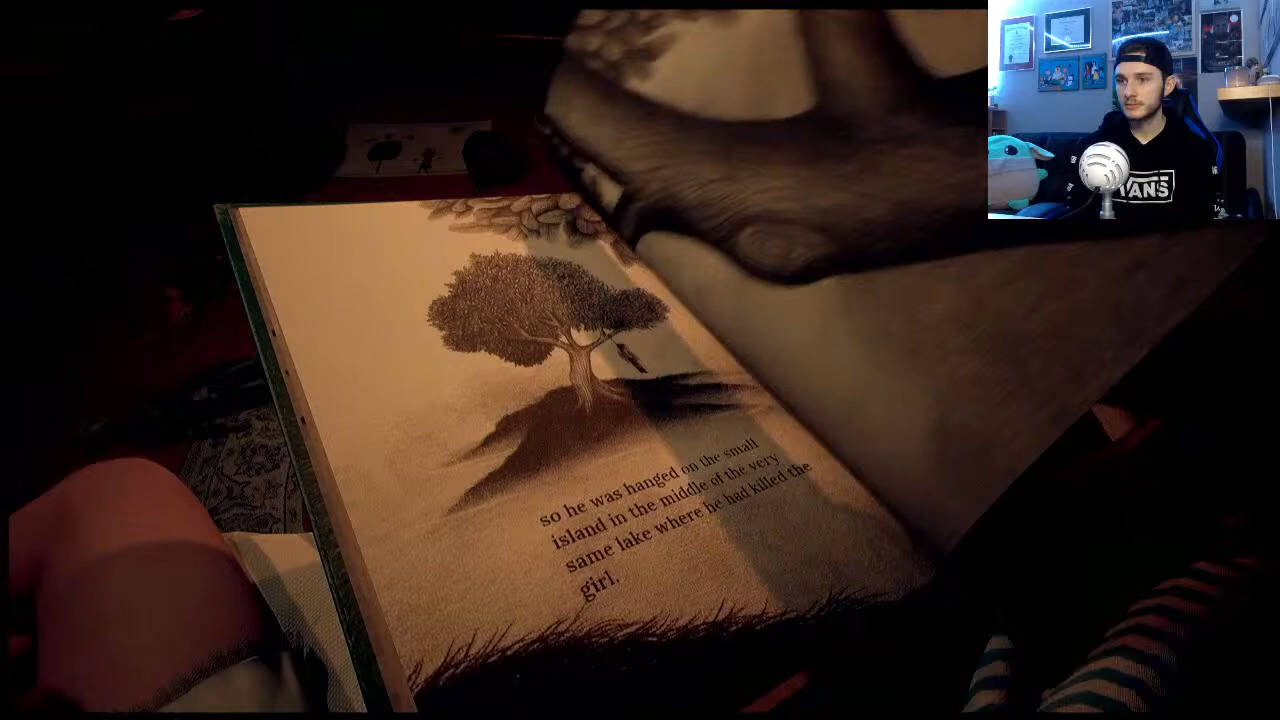 VANS
so he was hanged on the small
island in the middle of the very
same lake where he had killed the
girl.